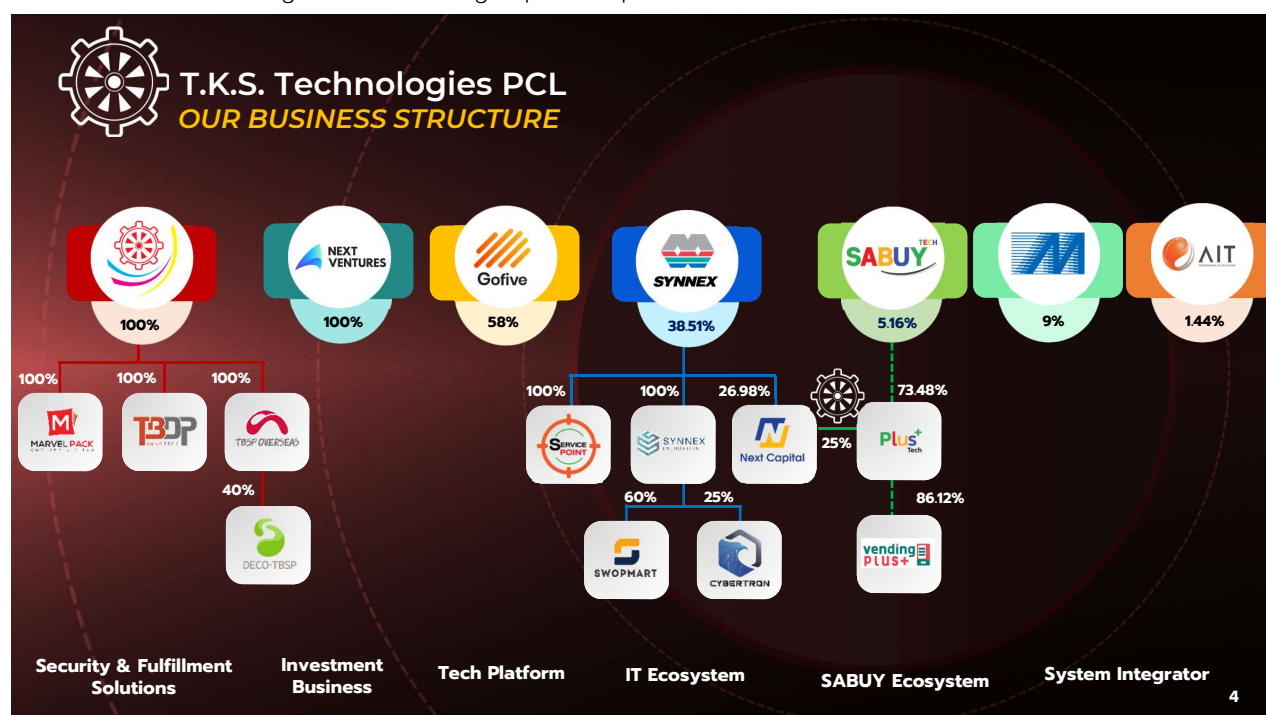 T.K.S. Technologies PCL
OUR BUSINESS STRUCTURE
NEXT
VENTURES
Gofive
SYNNEX
SABUY
TECH
AIT
100%
100%
58%
38.51%
5.16%
9%
1.44%
100%
100%
100%
100%
100%
26.98%
73.48%
MARVEL PACK
TBDP
TBSP OVERSEAS
SERVICE
POINT
SYNNEX
Next Capital
25%
Plus+
Tech
40%
60%
25%
86.12%
DECO-TBSP
SWOPMART
CYBERTRON
vending
PLUS+
Security & Fulfillment
Solutions
Investment
Business
Tech Platform
IT Ecosystem
SABUY Ecosystem
System Integrator
4